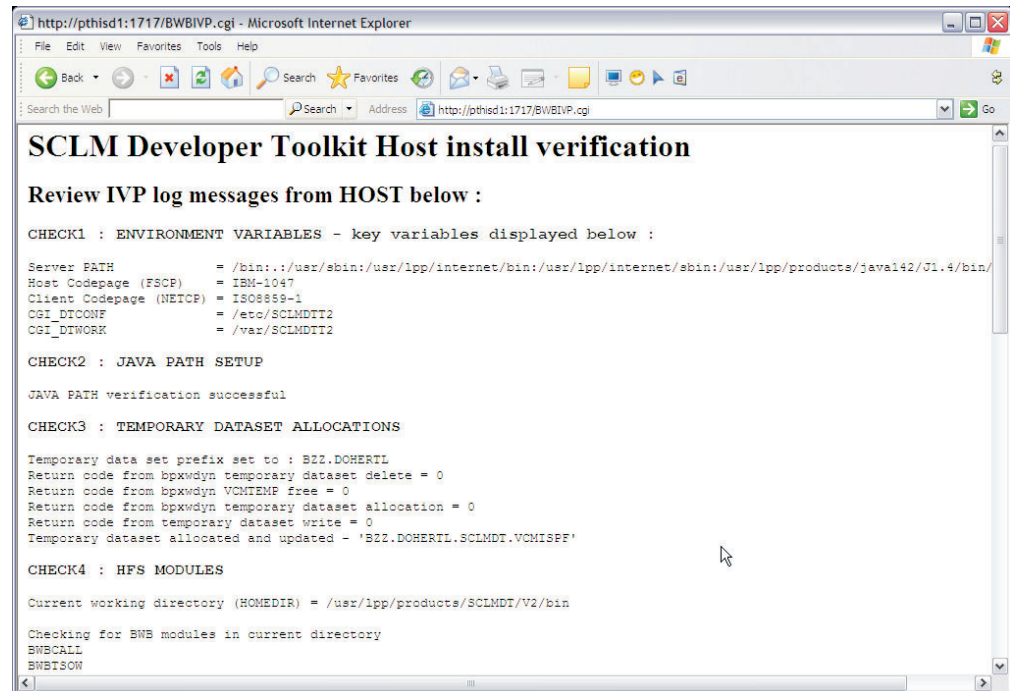 http://pthisd1:1717/BWBIVP.cgi - Microsoft Internet Explorer
File Edit View Favorites Tools Help
Back Search Favorites
Search the Web Search Address http://pthisd1:1717/BWBIVP.cgi Go
SCLM Developer Toolkit Host install verification
Review IVP log messages from HOST below :
CHECK1 : ENVIRONMENT VARIABLES - key variables displayed below :
Server PATH = /bin:.:/usr/sbin:/usr/lpp/internet/bin:/usr/lpp/internet/sbin:/usr/lpp/products/java142/J1.4/bin/
Host Codepage (FSCP) = IBM-1047
Client Codepage (NETCP) = ISO8859-1
CGI_DTCONF = /etc/SCLMDTT2
CGI_DTWORK = /var/SCLMDTT2
CHECK2 : JAVA PATH SETUP
JAVA PATH verification successful
CHECK3 : TEMPORARY DATASET ALLOCATIONS
Temporary data set prefix set to : BZZ.DOHERTL
Return code from bpxwdyn temporary dataset delete = 0
Return code from bpxwdyn VCMTEMP free = 0
Return code from bpxwdyn temporary dataset allocation = 0
Return code from temporary dataset write = 0
Temporary dataset allocated and updated - 'BZZ.DOHERTL.SCLMDT.VCMISPF'
CHECK4 : HFS MODULES
Current working directory (HOMEDIR) = /usr/lpp/products/SCLMDT/V2/bin
Checking for BWB modules in current directory
BWBCALL
BWBTSOW